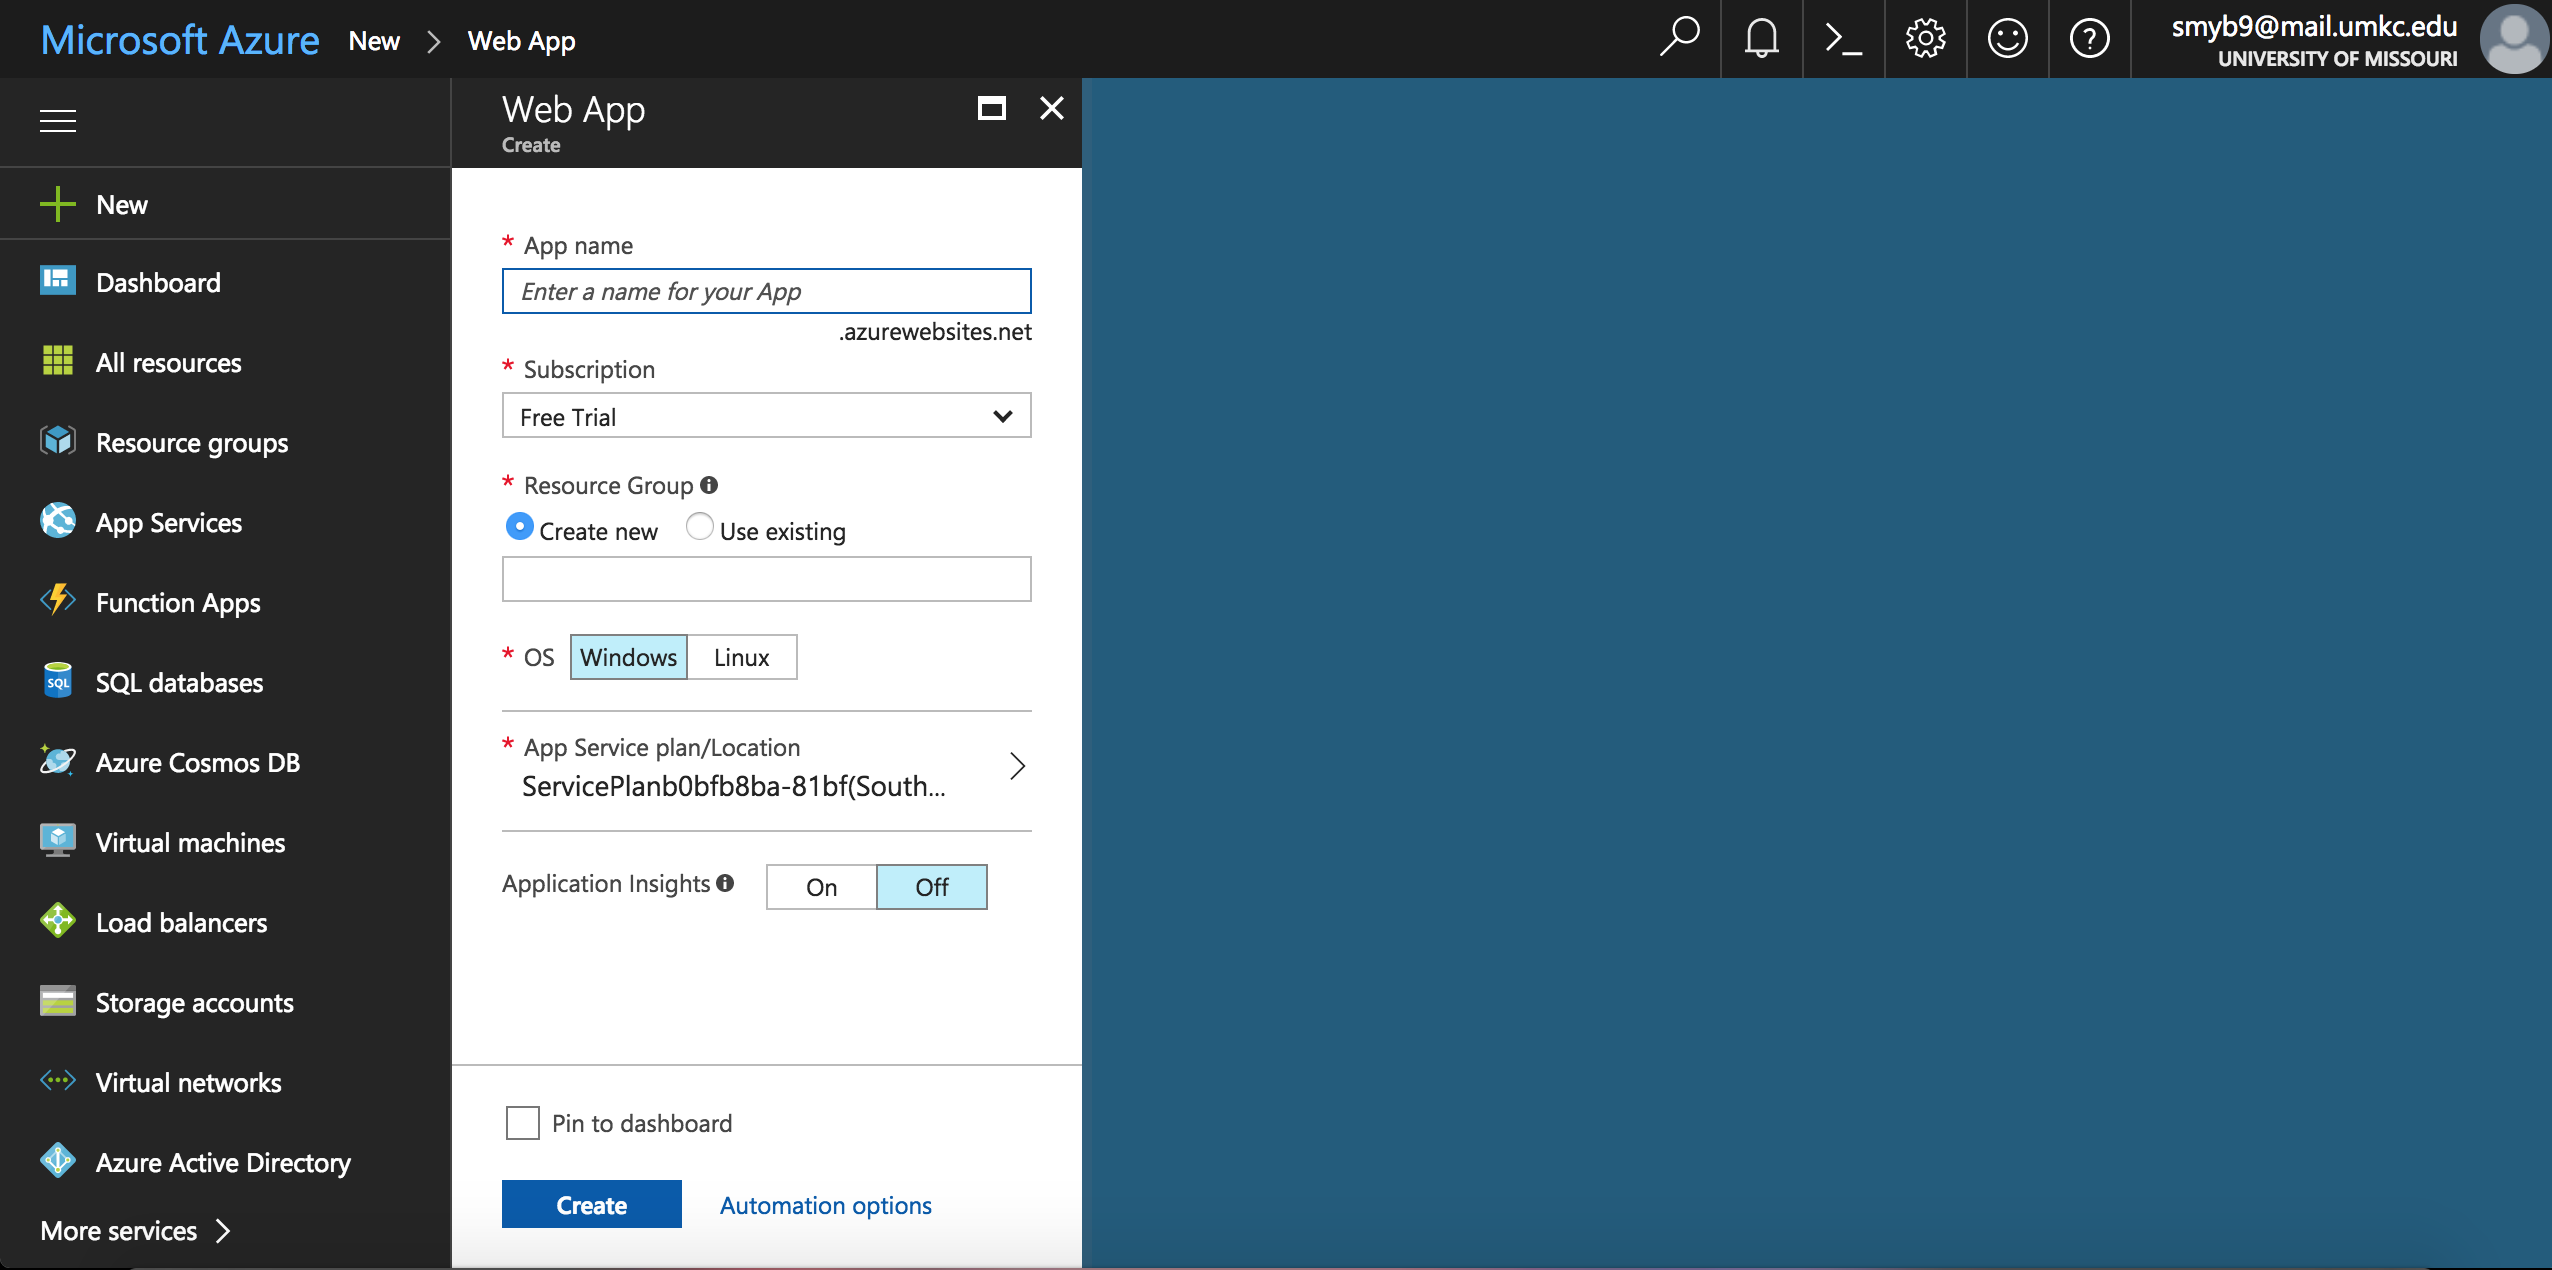 Microsoft Azure New > Web App
smyb9@mail.umkc.edu
UNIVERSITY OF MISSOURI
New
Dashboard
All resources
Resource groups
App Services
Function Apps
SQL
SQL databases
Azure Cosmos DB
Virtual machines
Load balancers
Storage accounts
Virtual networks
Azure Active Directory
More services >
Web App
Create
* App name
Enter a name for your App
.azurewebsites.net
* Subscription
Free Trial
* Resource Group
Create new Use existing
* OS Windows Linux
* App Service plan/Location
ServicePlanb0bfb8ba-81bf(South...
Application Insights On Off
Pin to dashboard
Create Automation options